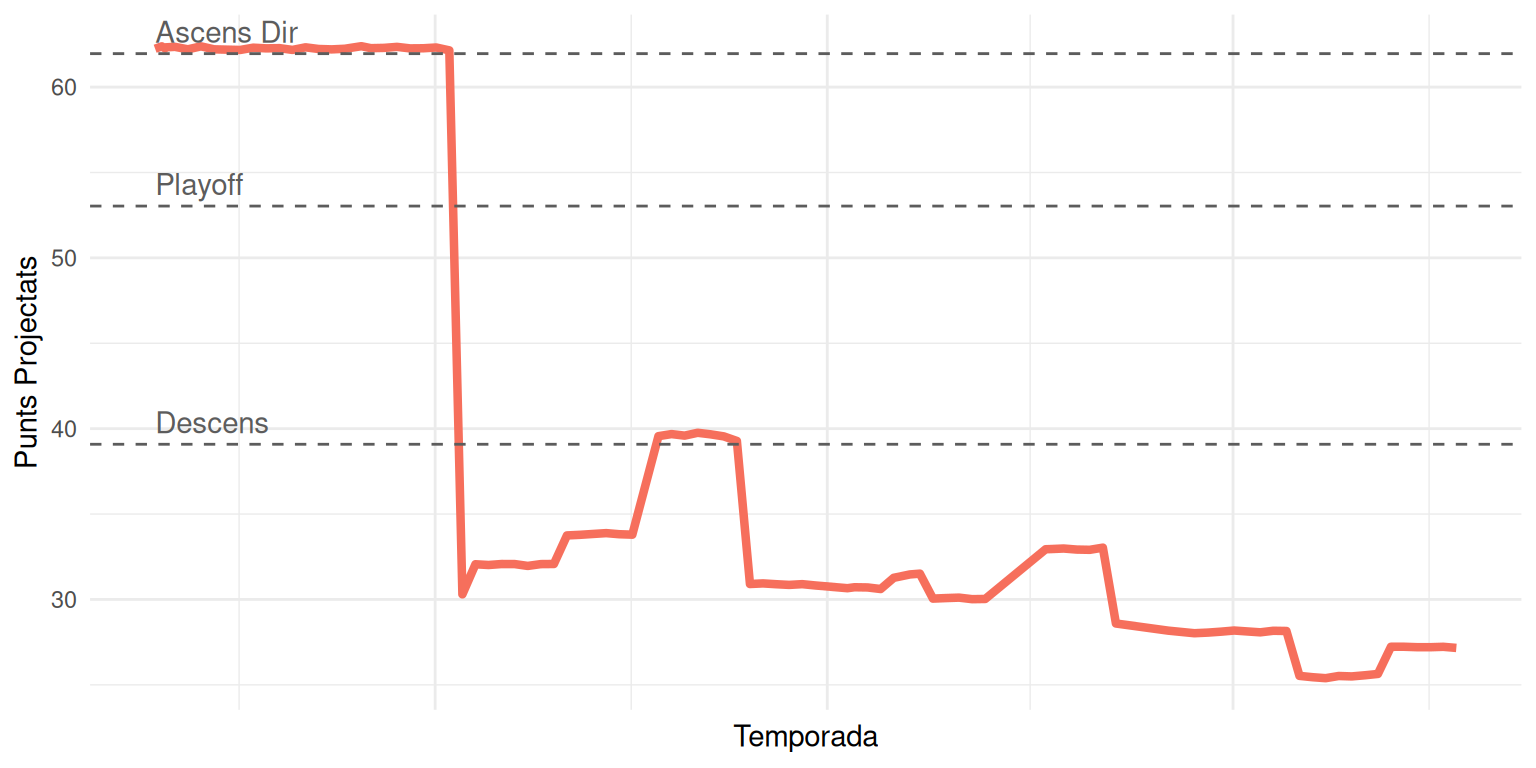 Ascens Dir
60
Playoff
50
Punts Projectats
Descens
40
30
Temporada